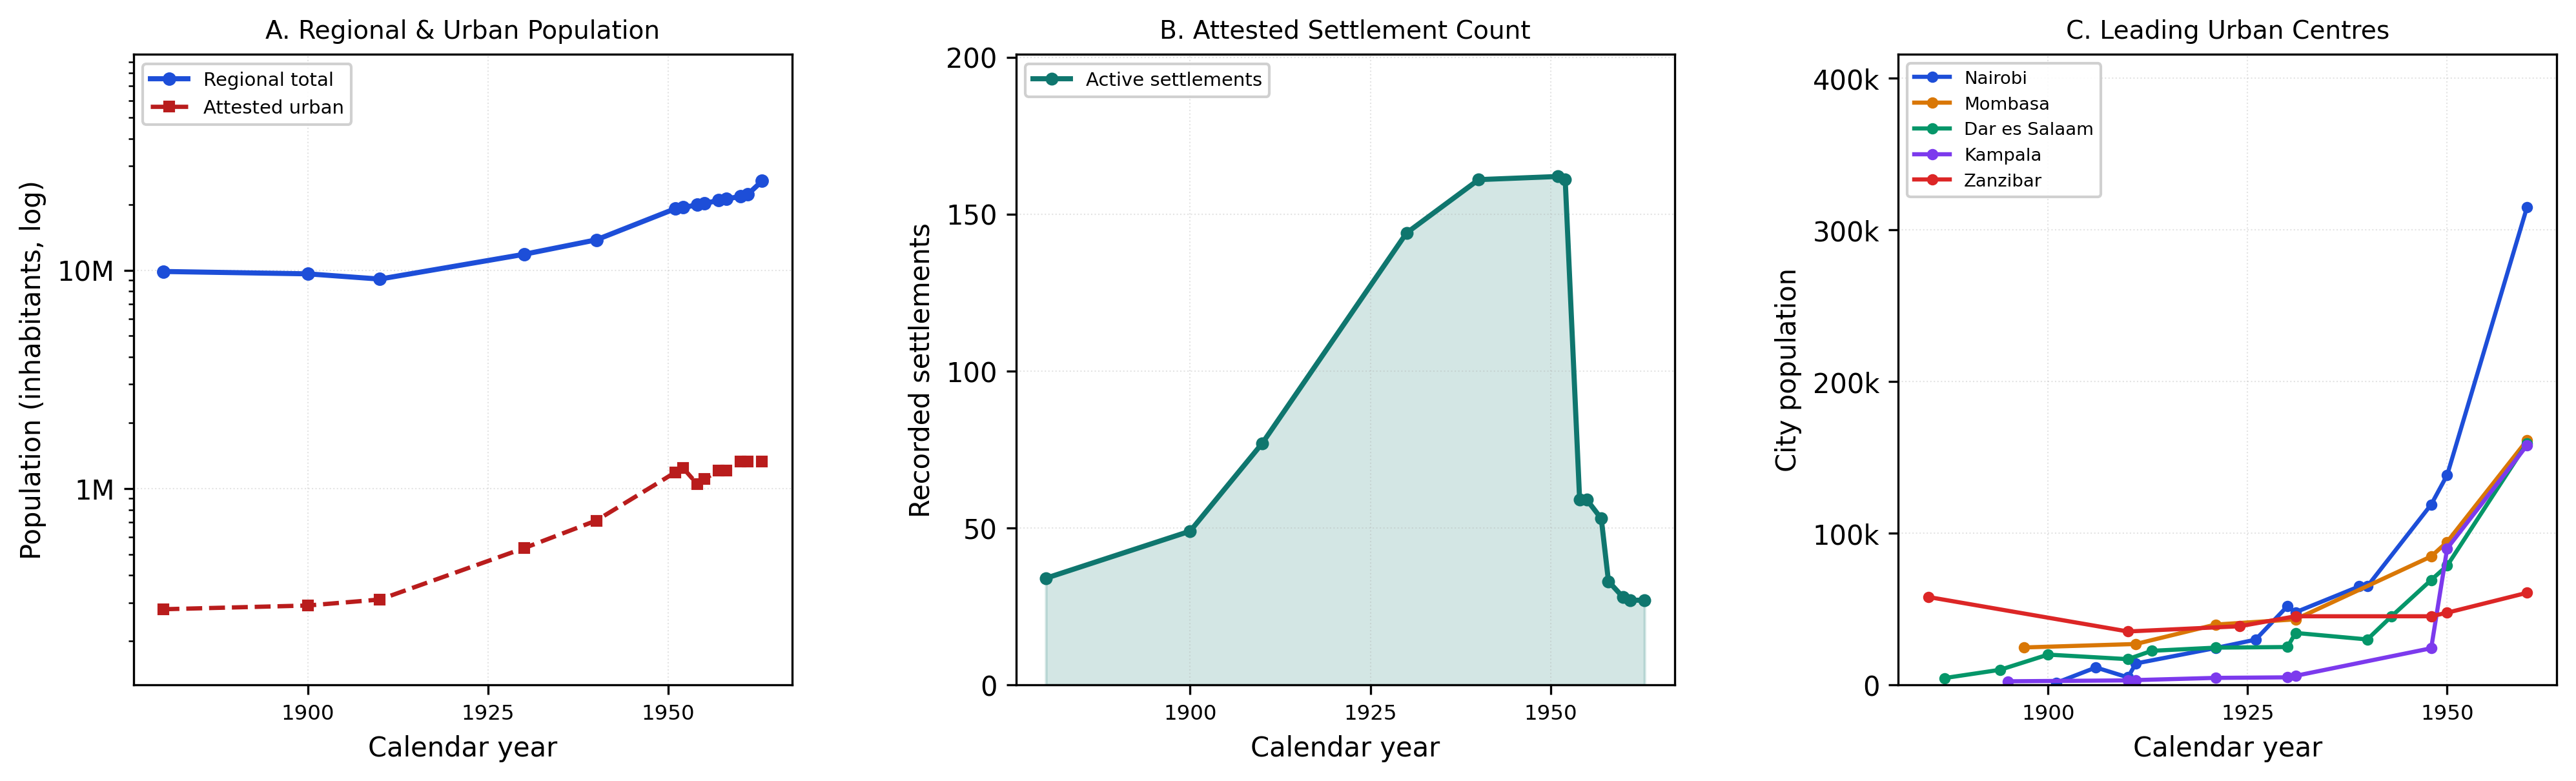 A. Regional & Urban Population
Regional total
Attested urban
10M
1M
Population (inhabitants, log)
1900
1925
1950
Calendar year
B. Attested Settlement Count
Active settlements
200
150
100
50
0
Recorded settlements
1900
1925
1950
Calendar year
C. Leading Urban Centres
Nairobi
Mombasa
Dar es Salaam
Kampala
Zanzibar
400k
300k
200k
100k
0
City population
1900
1925
1950
Calendar year